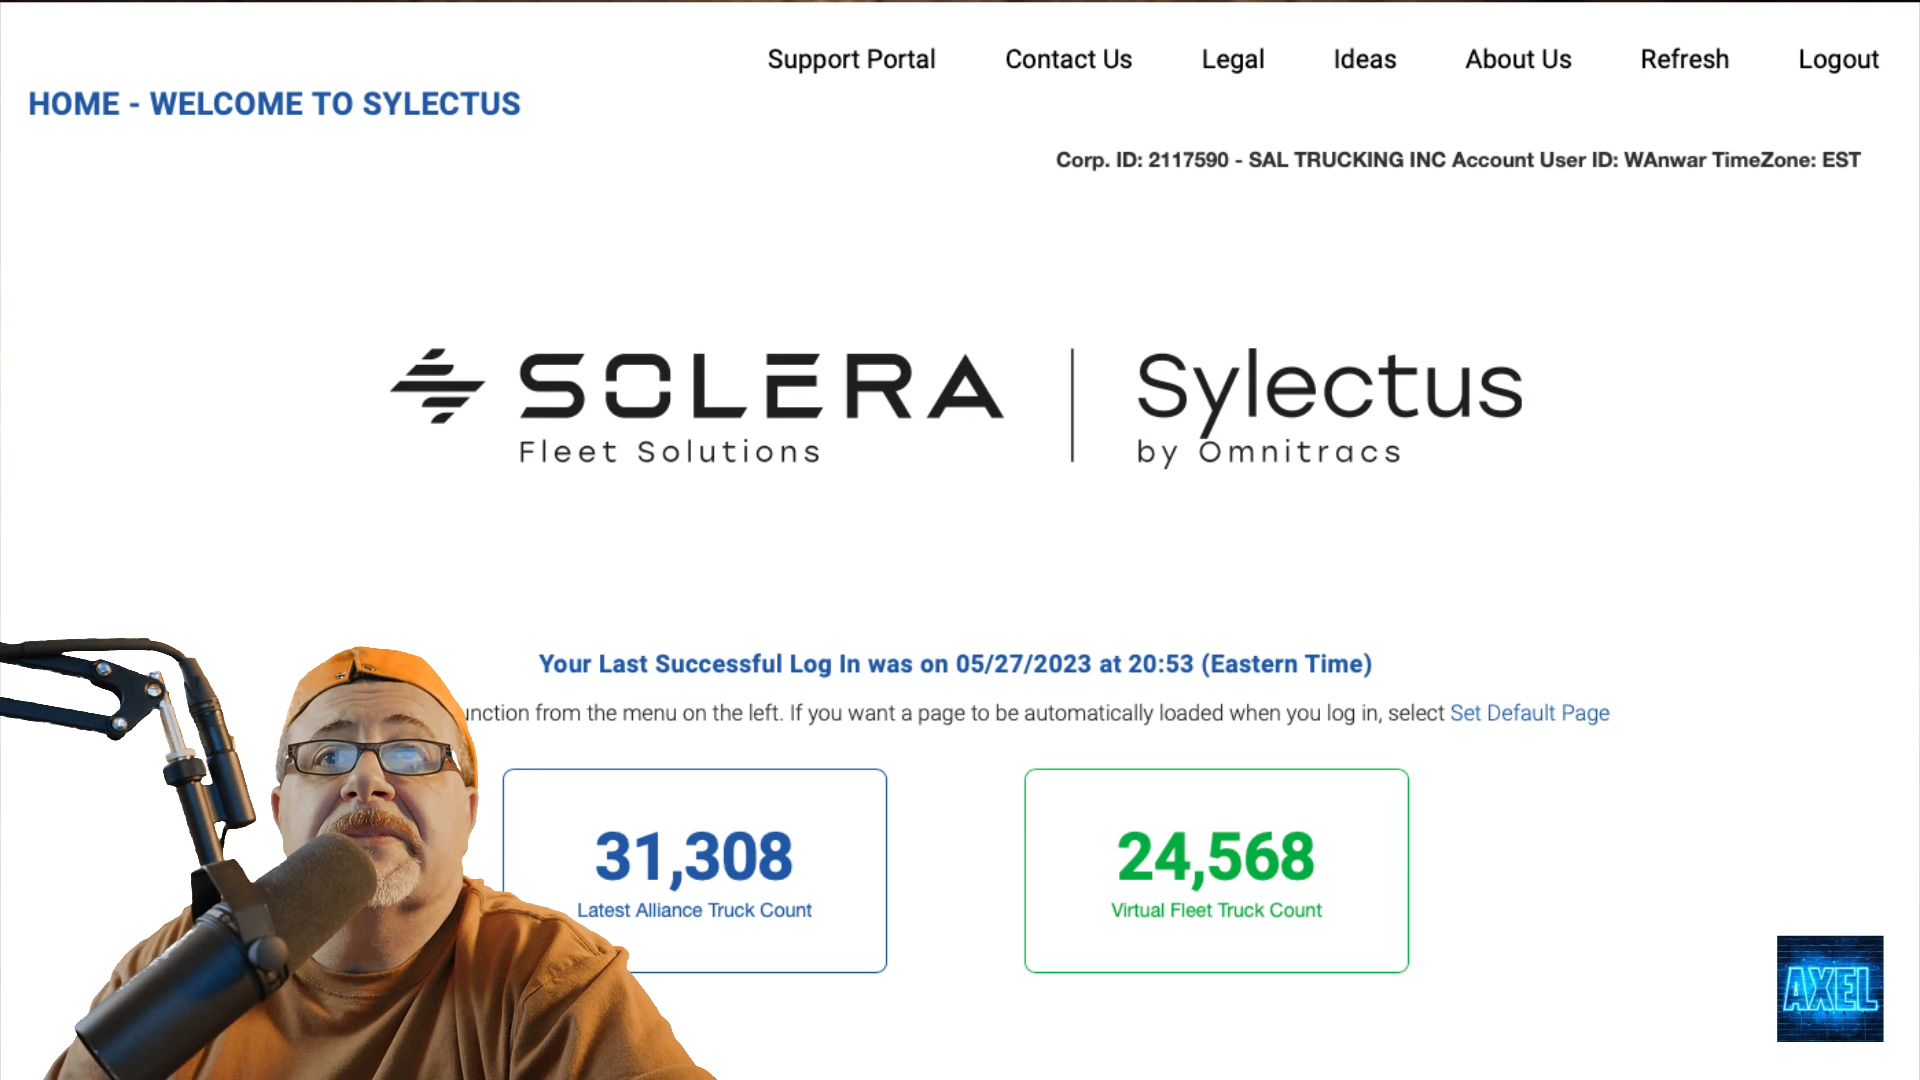 Support Portal Contact Us Legal Ideas About Us Refresh Logout
HOME - WELCOME TO SYLECTUS
Corp. ID: 2117590 - SAL TRUCKING INC Account User ID: WAnwar TimeZone: EST
SOLERA Sylectus
Fleet Solutions by Omnitracs
Your Last Successful Log In was on 05/27/2023 at 20:53 (Eastern Time)
from the menu on the left. If you want a page to be automatically loaded when you log in, select Set Default Page
31,308 24,568
Latest Alliance Truck Count Virtual Fleet Truck Count
AXEL